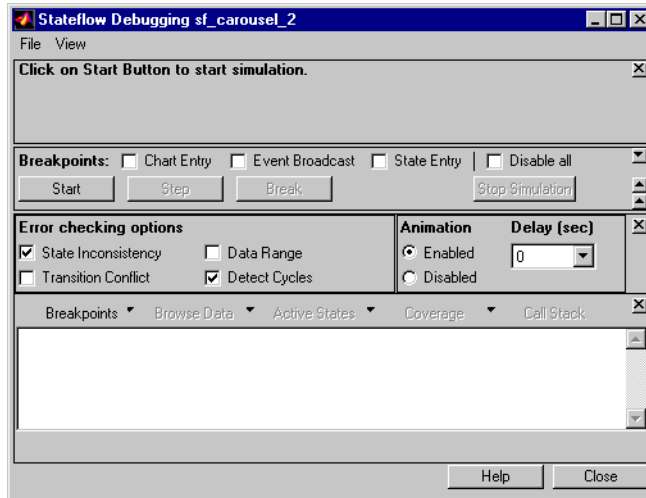 Stateflow Debugging sf_carousel_2
File View
Click on Start Button to start simulation.
Breakpoints: Chart Entry Event Broadcast State Entry Disable all
Start Step Break Stop Simulation
Error checking options Animation Delay (sec)
State Inconsistency Data Range Enabled 0
Transition Conflict Detect Cycles Disabled
Breakpoints Browse Data Active States Coverage Call Stack
Help Close